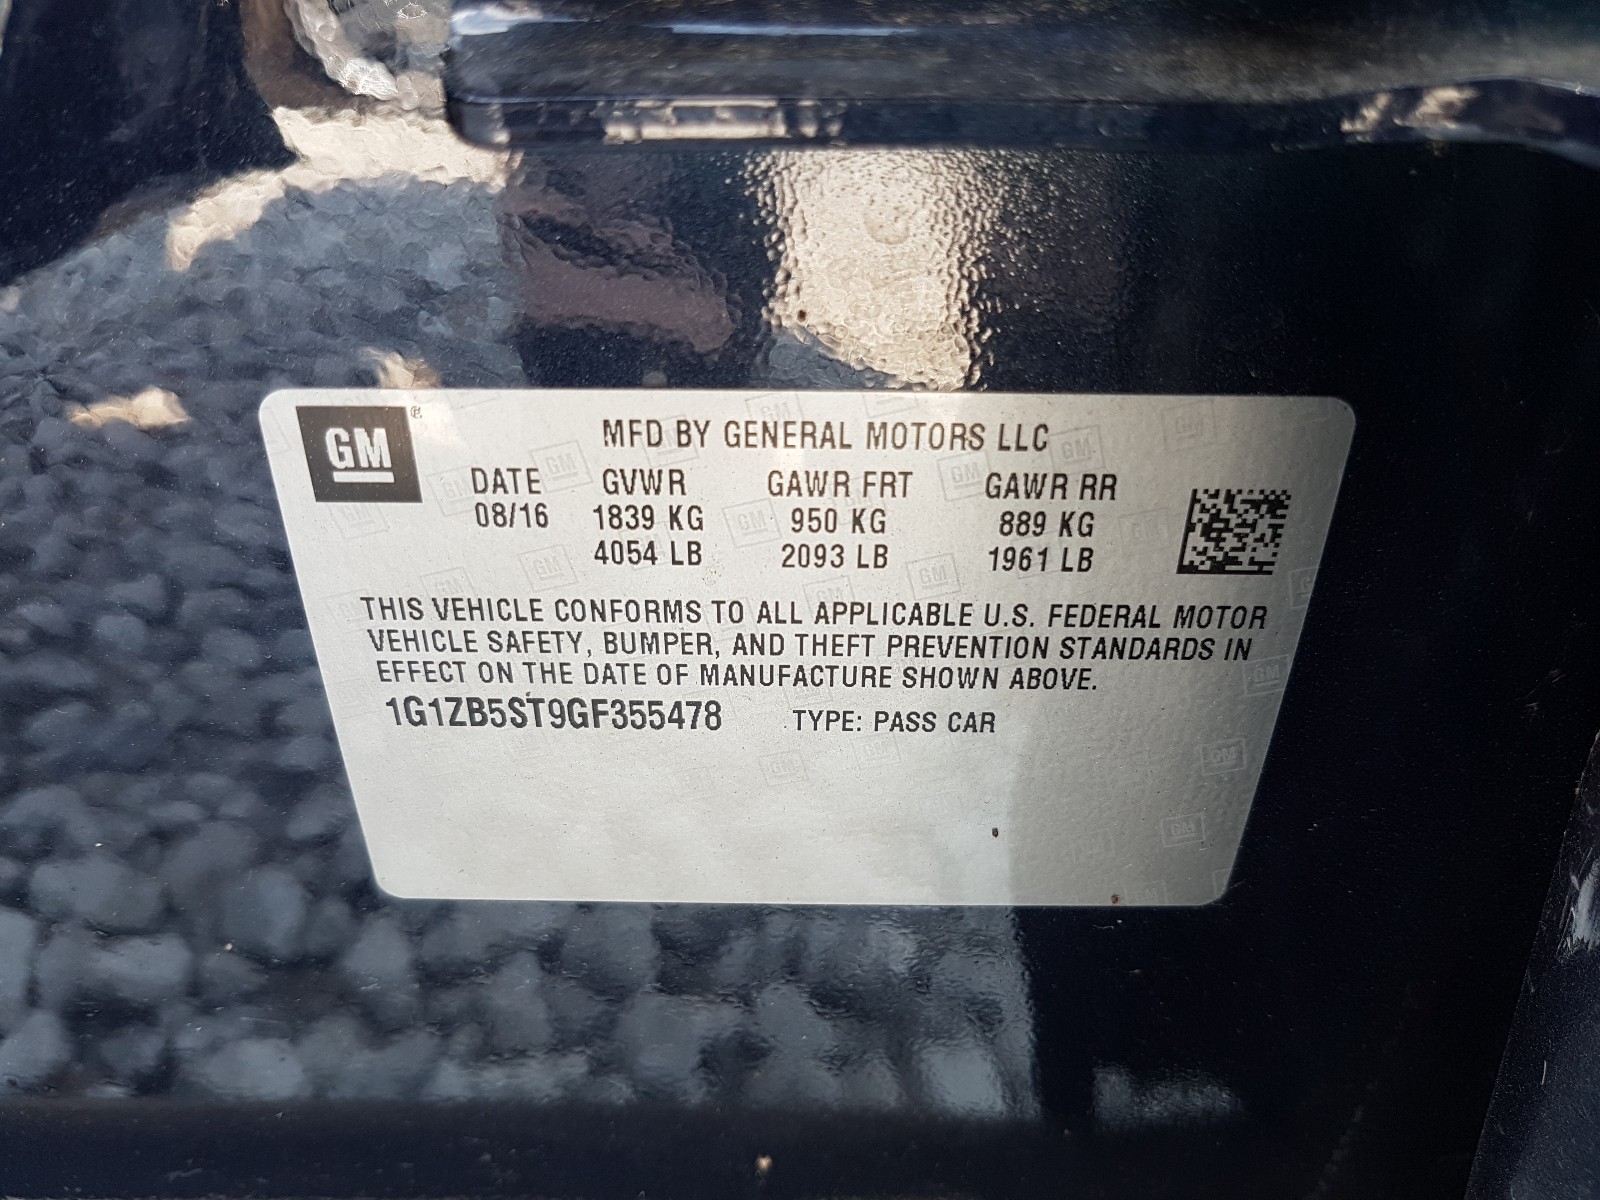 GM ®
MFD BY GENERAL MOTORS LLC
DATE GVWR GAWR FRT GAWR RR
08/16 1839 KG 950 KG 889 KG
4054 LB 2093 LB 1961 LB
THIS VEHICLE CONFORMS TO ALL APPLICABLE U.S. FEDERAL MOTOR
VEHICLE SAFETY, BUMPER, AND THEFT PREVENTION STANDARDS IN
EFFECT ON THE DATE OF MANUFACTURE SHOWN ABOVE.
1G1ZB5ST9GF355478 TYPE: PASS CAR